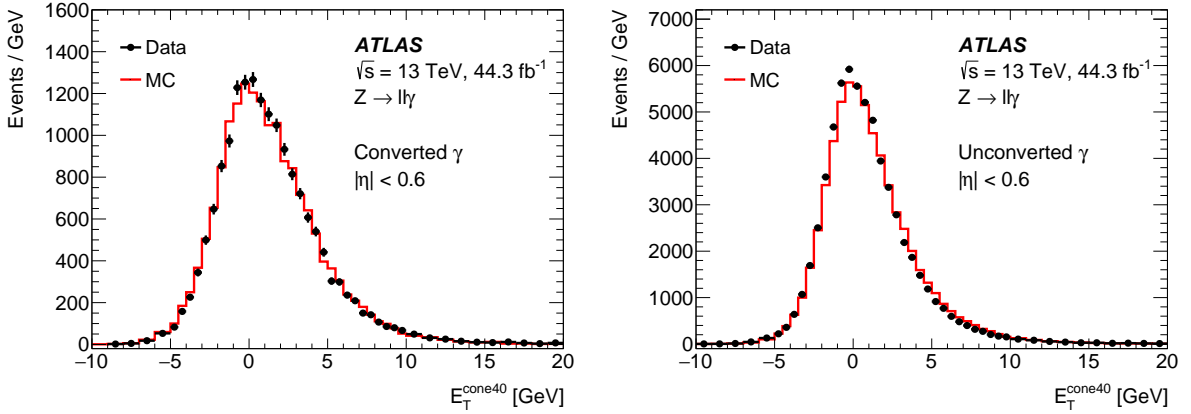 Events / GeV
1600
1400
1200
1000
800
600
400
200
0
−10
−5
0
5
10
15
20
E_T^cone40 [GeV]
Data
MC
ATLAS
√s = 13 TeV, 44.3 fb⁻¹
Z → llγ
Converted γ
|η| < 0.6
Events / GeV
7000
6000
5000
4000
3000
2000
1000
0
−10
−5
0
5
10
15
20
E_T^cone40 [GeV]
Data
MC
ATLAS
√s = 13 TeV, 44.3 fb⁻¹
Z → llγ
Unconverted γ
|η| < 0.6